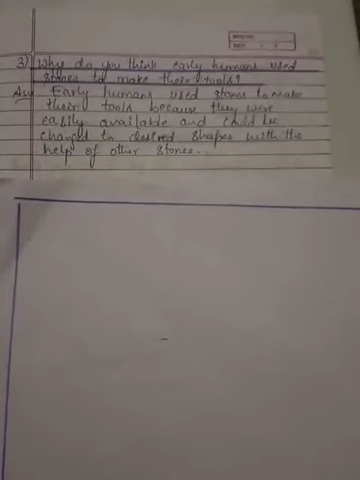 3) Why do you think early humans used
stones to make their tools?
Ans Early humans used stones to make
their tools because they were
easily available and could be
changed to desired shapes with the
help of other stones..